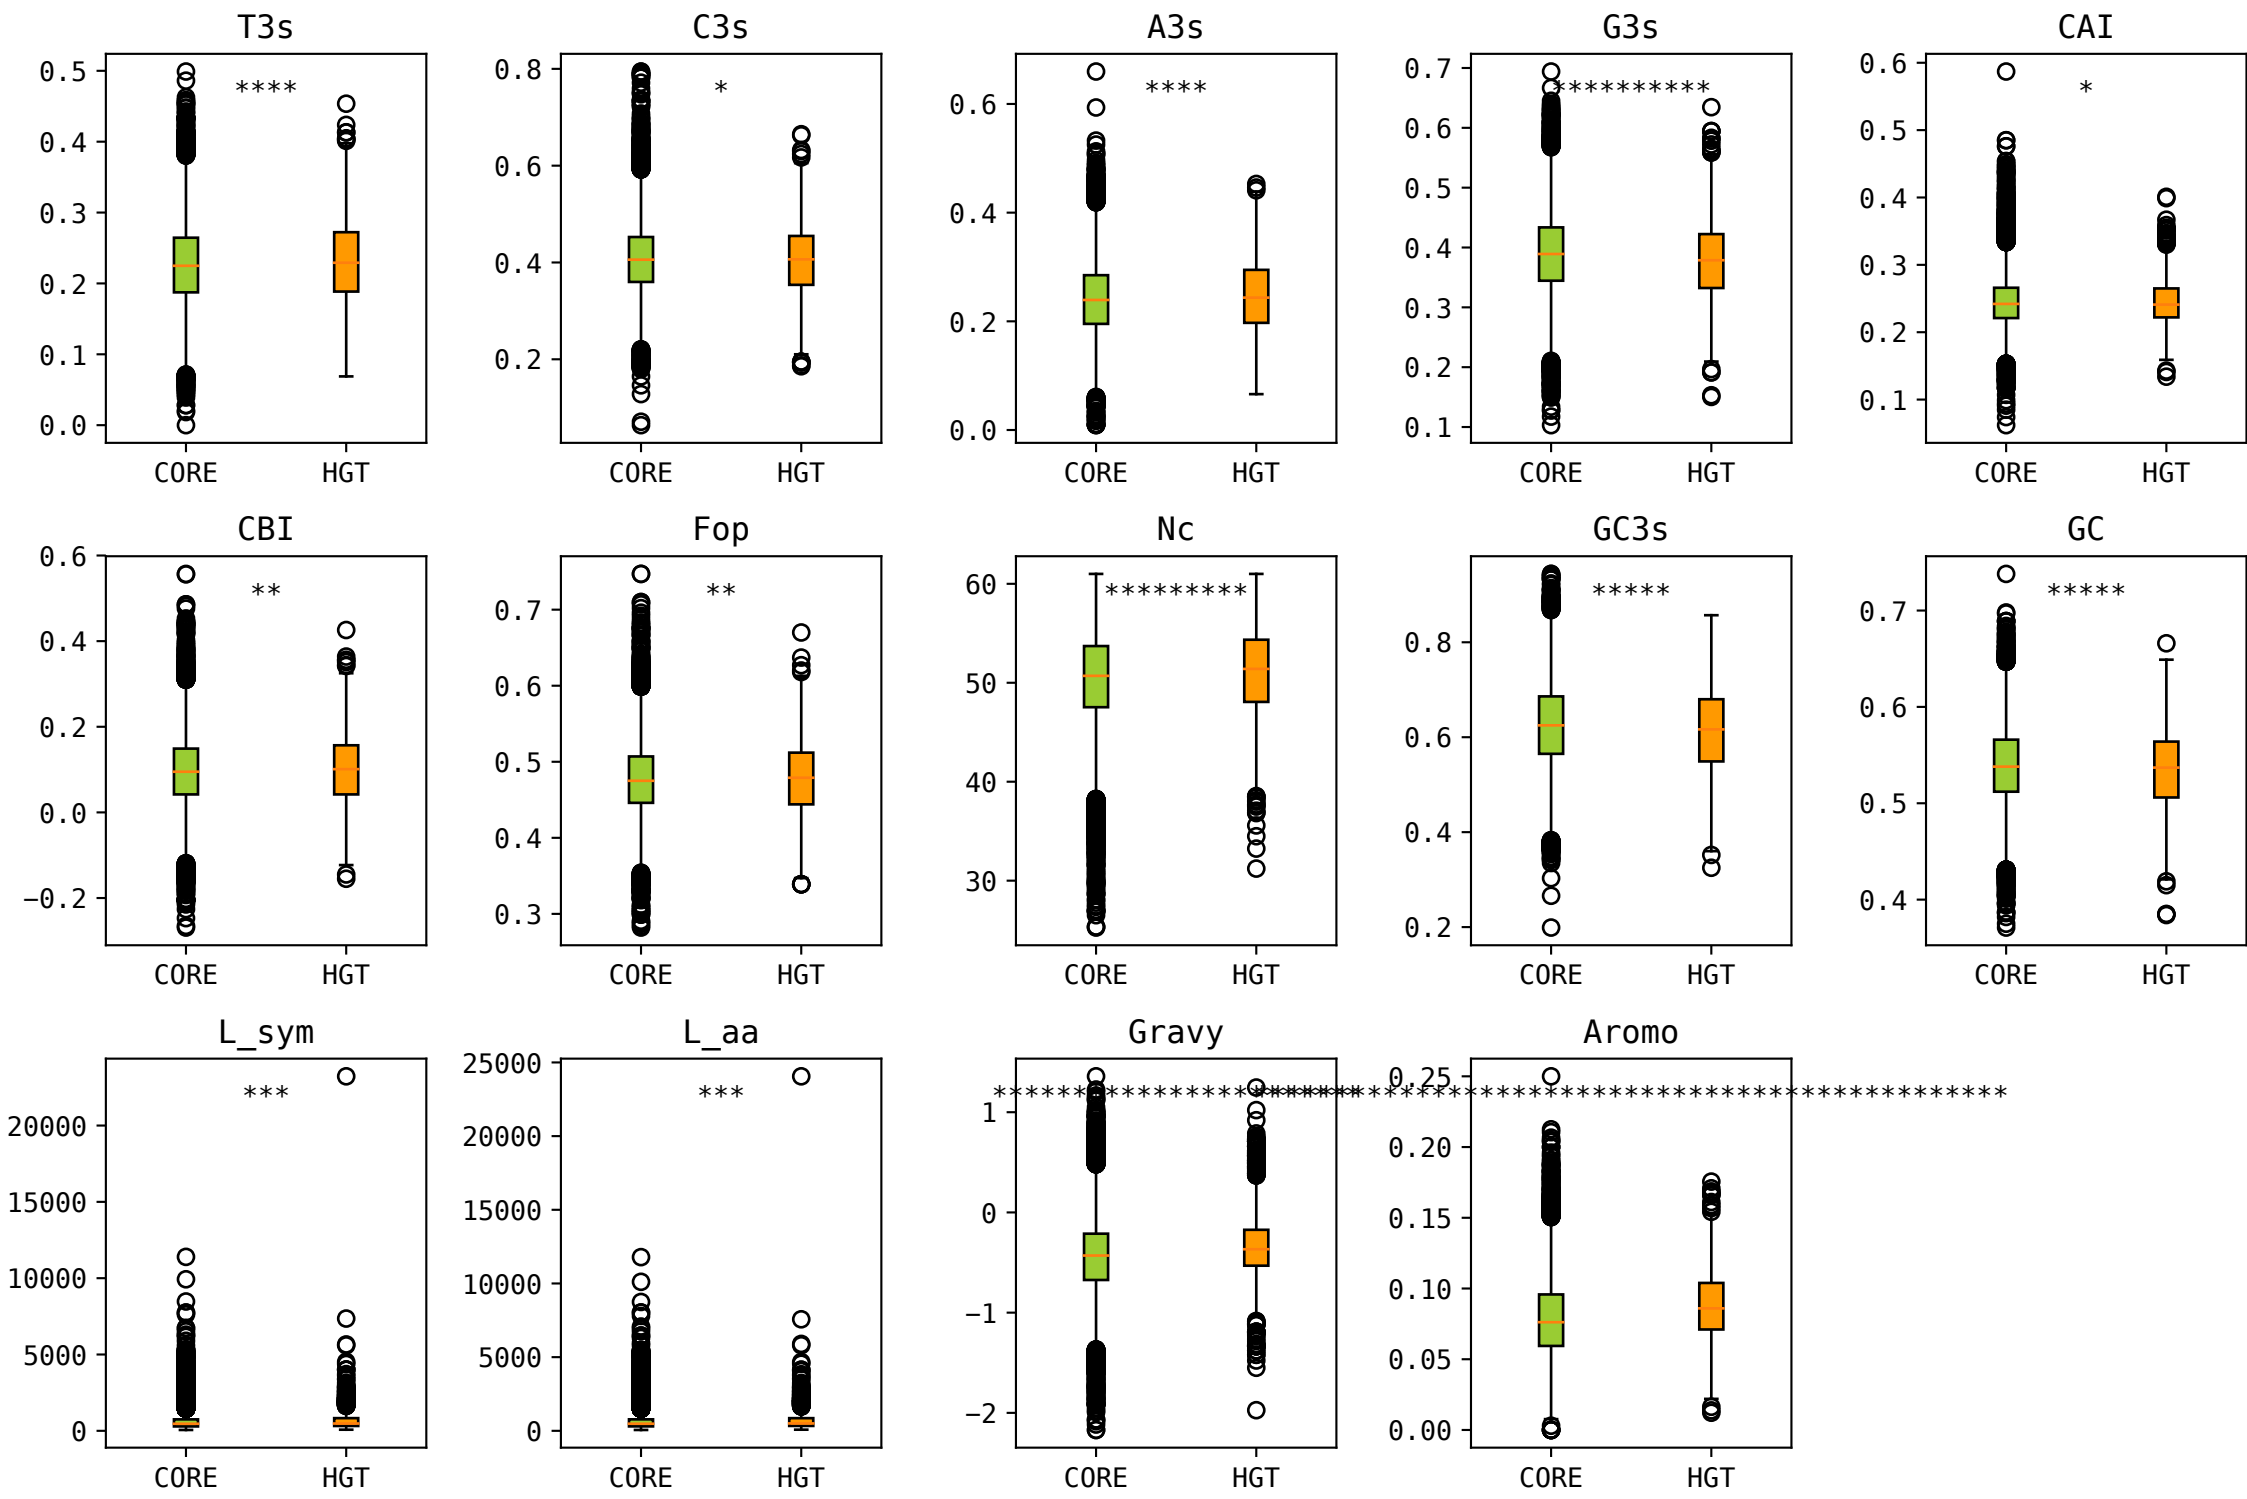 T3s
0.5
0.4
0.3
0.2
0.1
0.0
****
CORE HGT
C3s
0.8
0.6
0.4
0.2
*
CORE HGT
A3s
0.6
0.4
0.2
0.0
****
CORE HGT
G3s
0.7
0.6
0.5
0.4
0.3
0.2
0.1
**********
CORE HGT
CAI
0.6
0.5
0.4
0.3
0.2
0.1
*
CORE HGT
CBI
0.6
0.4
0.2
0.0
−0.2
**
CORE HGT
Fop
0.7
0.6
0.5
0.4
0.3
**
CORE HGT
Nc
60
50
40
30
*********
CORE HGT
GC3s
0.8
0.6
0.4
0.2
*****
CORE HGT
GC
0.7
0.6
0.5
0.4
*****
CORE HGT
L_sym
20000
15000
10000
5000
0
***
CORE HGT
L_aa
25000
20000
15000
10000
5000
0
***
CORE HGT
Gravy
1
0
−1
−2
CORE HGT
Aromo
0.25
0.20
0.15
0.10
0.05
0.00
CORE HGT